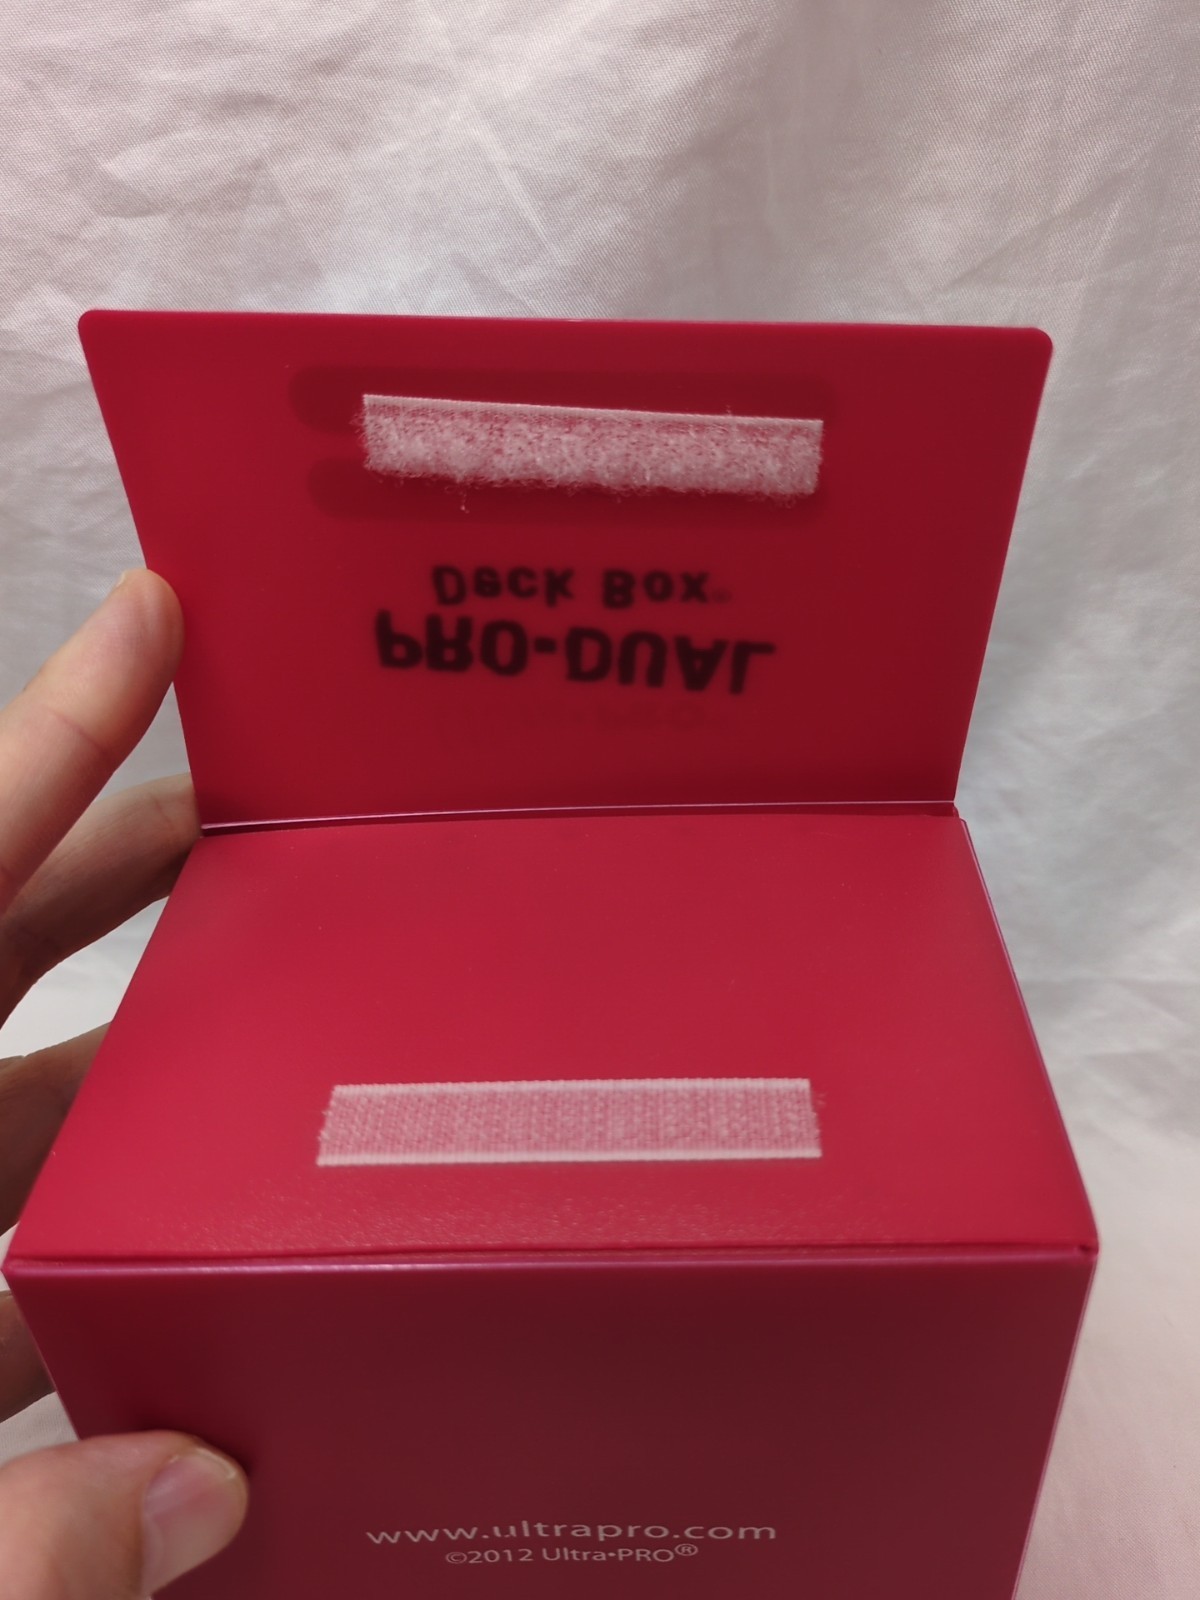 Deck Box®
PRO-DUAL
www.ultrapro.com
©2012 Ultra•PRO®